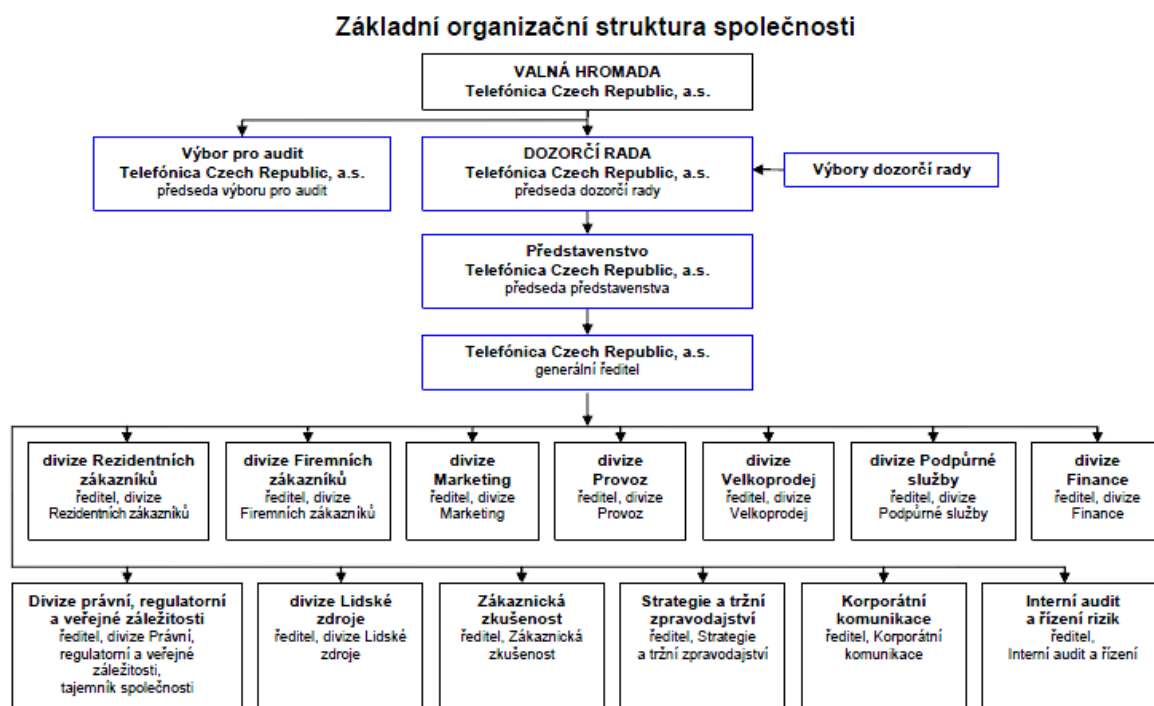 Základní organizační struktura společnosti
VALNÁ HROMADA
Telefónica Czech Republic, a.s.
Výbor pro audit
Telefónica Czech Republic, a.s.
předseda výboru pro audit
DOZORČÍ RADA
Telefónica Czech Republic, a.s.
předseda dozorčí rady
Výbory dozorčí rady
Představenstvo
Telefónica Czech Republic, a.s.
předseda představenstva
Telefónica Czech Republic, a.s.
generální ředitel
divize Rezidentních
zákazníků
ředitel, divize
Rezidentních zákazníků
divize Firemních
zákazníků
ředitel, divize
Firemních zákazníků
divize
Marketing
ředitel, divize
Marketing
divize
Provoz
ředitel, divize
Provoz
divize
Velkoprodej
ředitel, divize
Velkoprodej
divize Podpůrné
služby
ředitel, divize
Podpůrné služby
divize
Finance
ředitel, divize
Finance
Divize právní, regulatorní
a veřejné záležitosti
ředitel, divize Právní,
regulatorní a veřejné
záležitosti,
tajemník společnosti
divize Lidské
zdroje
ředitel, divize Lidské
zdroje
Zákaznická
zkušenost
ředitel, Zákaznická
zkušenost
Strategie a tržní
zpravodajství
ředitel, Strategie
a tržní zpravodajství
Korporátní
komunikace
ředitel, Korporátní
komunikace
Interní audit
a řízení rizik
ředitel,
Interní audit a řízení